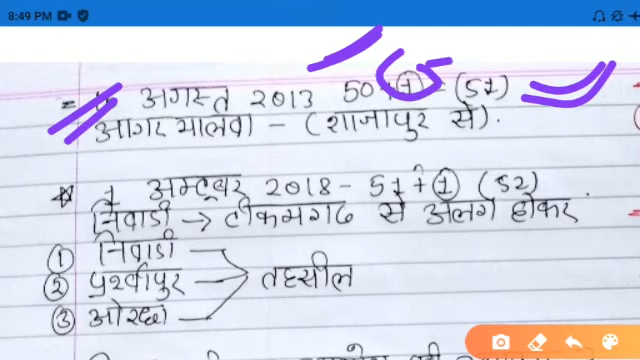 8:49 PM
= 16 अगस्त 2013 50+1 = (51)
आगर मालवा - (शाजापुर से).
* 1 अक्टूबर 2018 - 51+1 (52)
निवाडी → टीकमगढ से अलग होकर.
① निवाडी
② पृथ्वीपुर → तहसील
③ ओरछा